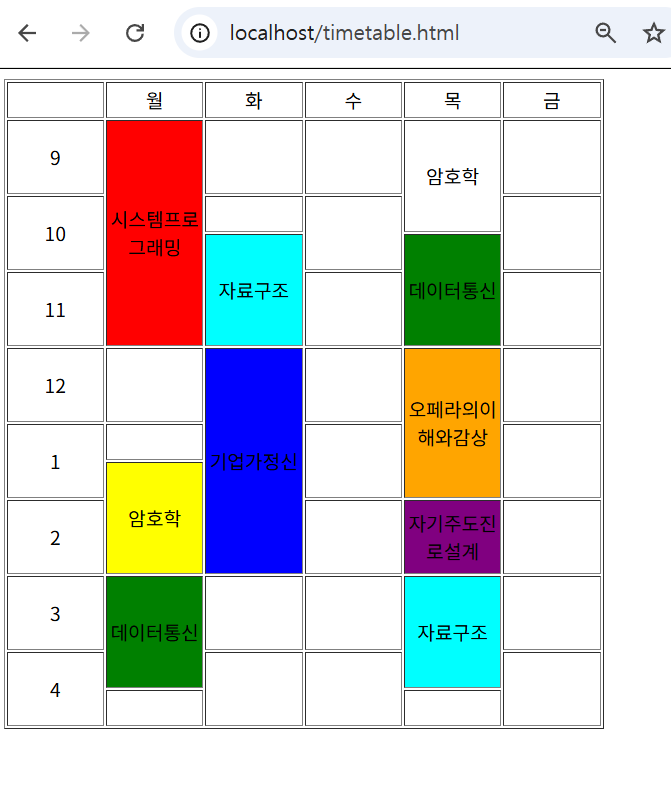 localhost/timetable.html
월 화 수 목 금
9
암호학
시스템프로
그래밍
10
자료구조
데이터통신
11
12
오페라의이
해와감상
1
기업가정신
암호학
2
자기주도진
로설계
3
데이터통신
자료구조
4